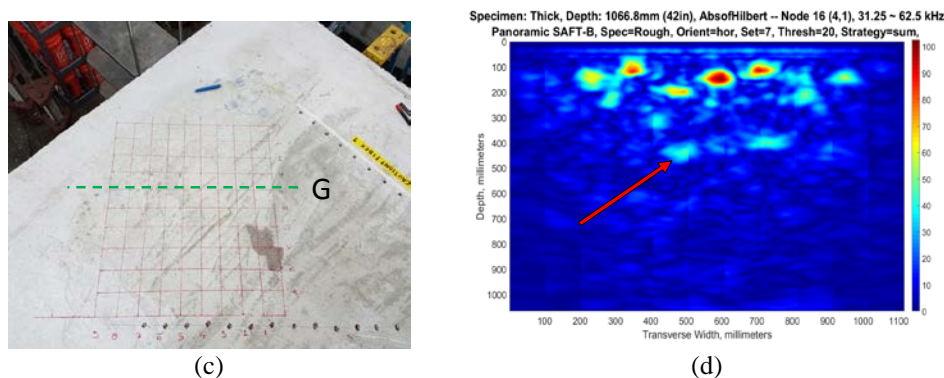 G
(c)
Specimen: Thick, Depth: 1066.8mm (42in), AbsofHilbert -- Node 16 (4,1), 31.25 ~ 62.5 kHz
Panoramic SAFT-B, Spec=Rough, Orient=hor, Set=7, Thresh=20, Strategy=sum,
Depth, millimeters
100
200
300
400
500
600
700
800
900
1000
100 200 300 400 500 600 700 800 900 1000 1100
Transverse Width, millimeters
100
90
80
70
60
50
40
30
20
10
0
(d)